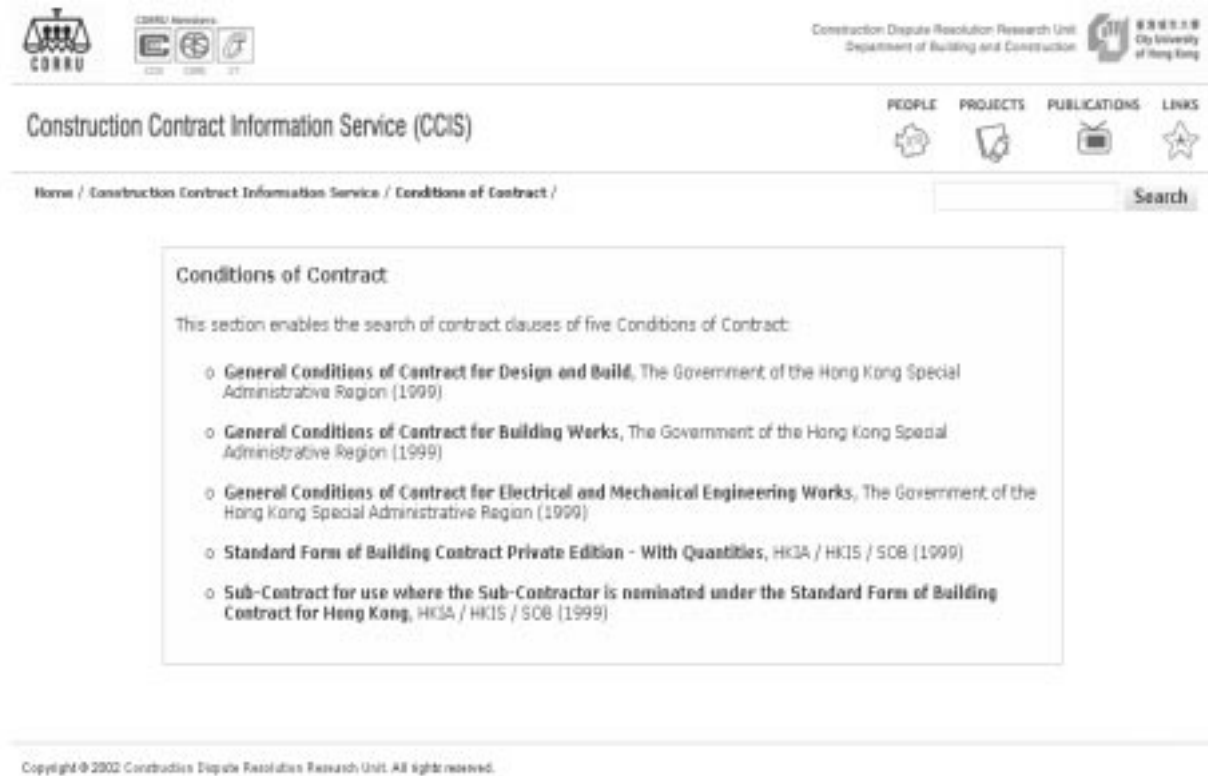 CDRRU
Construction Dispute Resolution Research Unit
Department of Building and Construction
City University
of Hong Kong
PEOPLE PROJECTS PUBLICATIONS LINKS
Construction Contract Information Service (CCIS)
Home / Construction Contract Information Service / Conditions of Contract /
Search
Conditions of Contract
This section enables the search of contract clauses of five Conditions of Contract:
General Conditions of Contract for Design and Build, The Government of the Hong Kong Special
Administrative Region (1999)
General Conditions of Contract for Building Works, The Government of the Hong Kong Special
Administrative Region (1999)
General Conditions of Contract for Electrical and Mechanical Engineering Works, The Government of the
Hong Kong Special Administrative Region (1999)
Standard Form of Building Contract Private Edition - With Quantities, HKIA / HKIS / SOB (1999)
Sub-Contract for use where the Sub-Contractor is nominated under the Standard Form of Building
Contract for Hong Kong, HKIA / HKIS / SOB (1999)
Copyright © 2002 Construction Dispute Resolution Research Unit. All rights reserved.